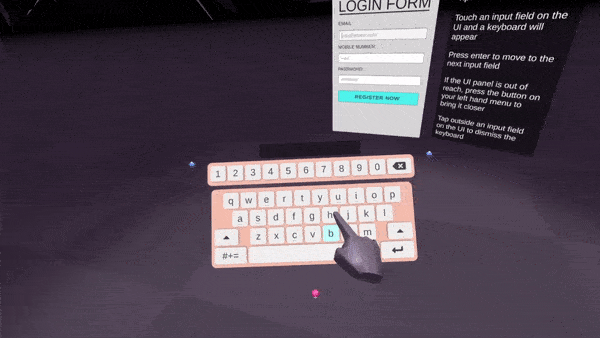 LOGIN FORM
EMAIL
MOBILE NUMBER
PASSWORD
REGISTER NOW
Touch an input field on the
UI and a keyboard will
appear
Press enter to move to the
next input field
If the UI panel is out of
reach, press the button on
your left hand menu to
bring it closer
Tap outside an input field
on the UI to dismiss the
keyboard
1 2 3 4 5 6 7 8 9 0
q w e r t y u i o p
a s d f g h j k l
z x c v b m
#+=